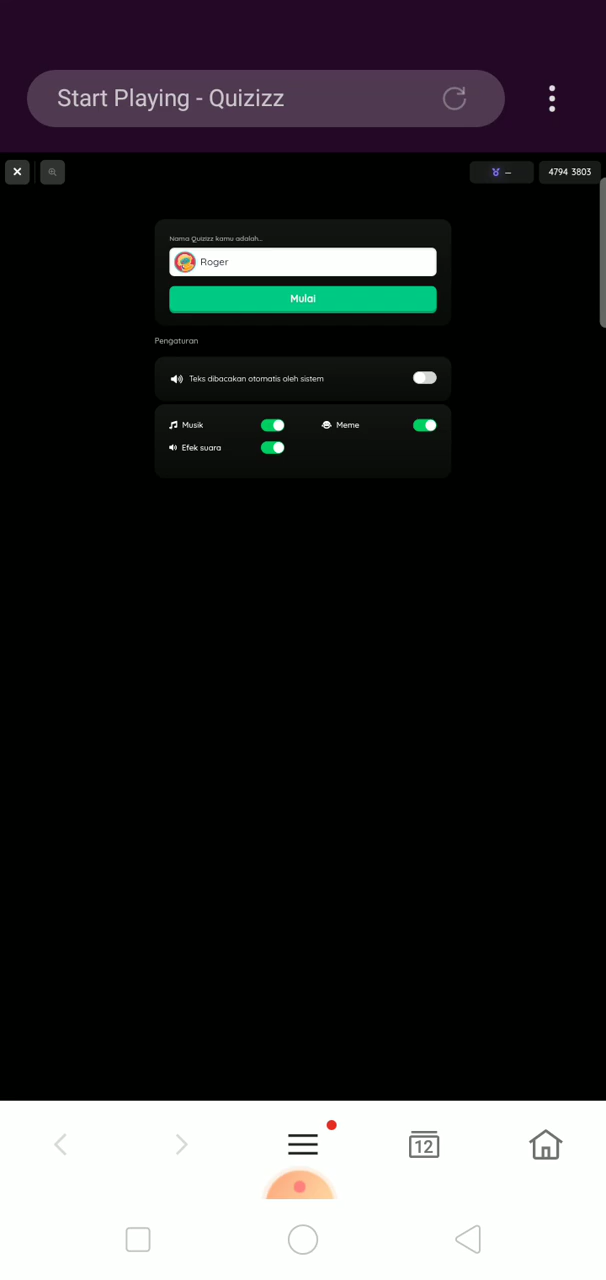 Start Playing - Quizizz
4794 3803
Nama Quizizz kamu adalah...
Roger
Mulai
Pengaturan
Teks dibacakan otomatis oleh sistem
Musik
Meme
Efek suara
12